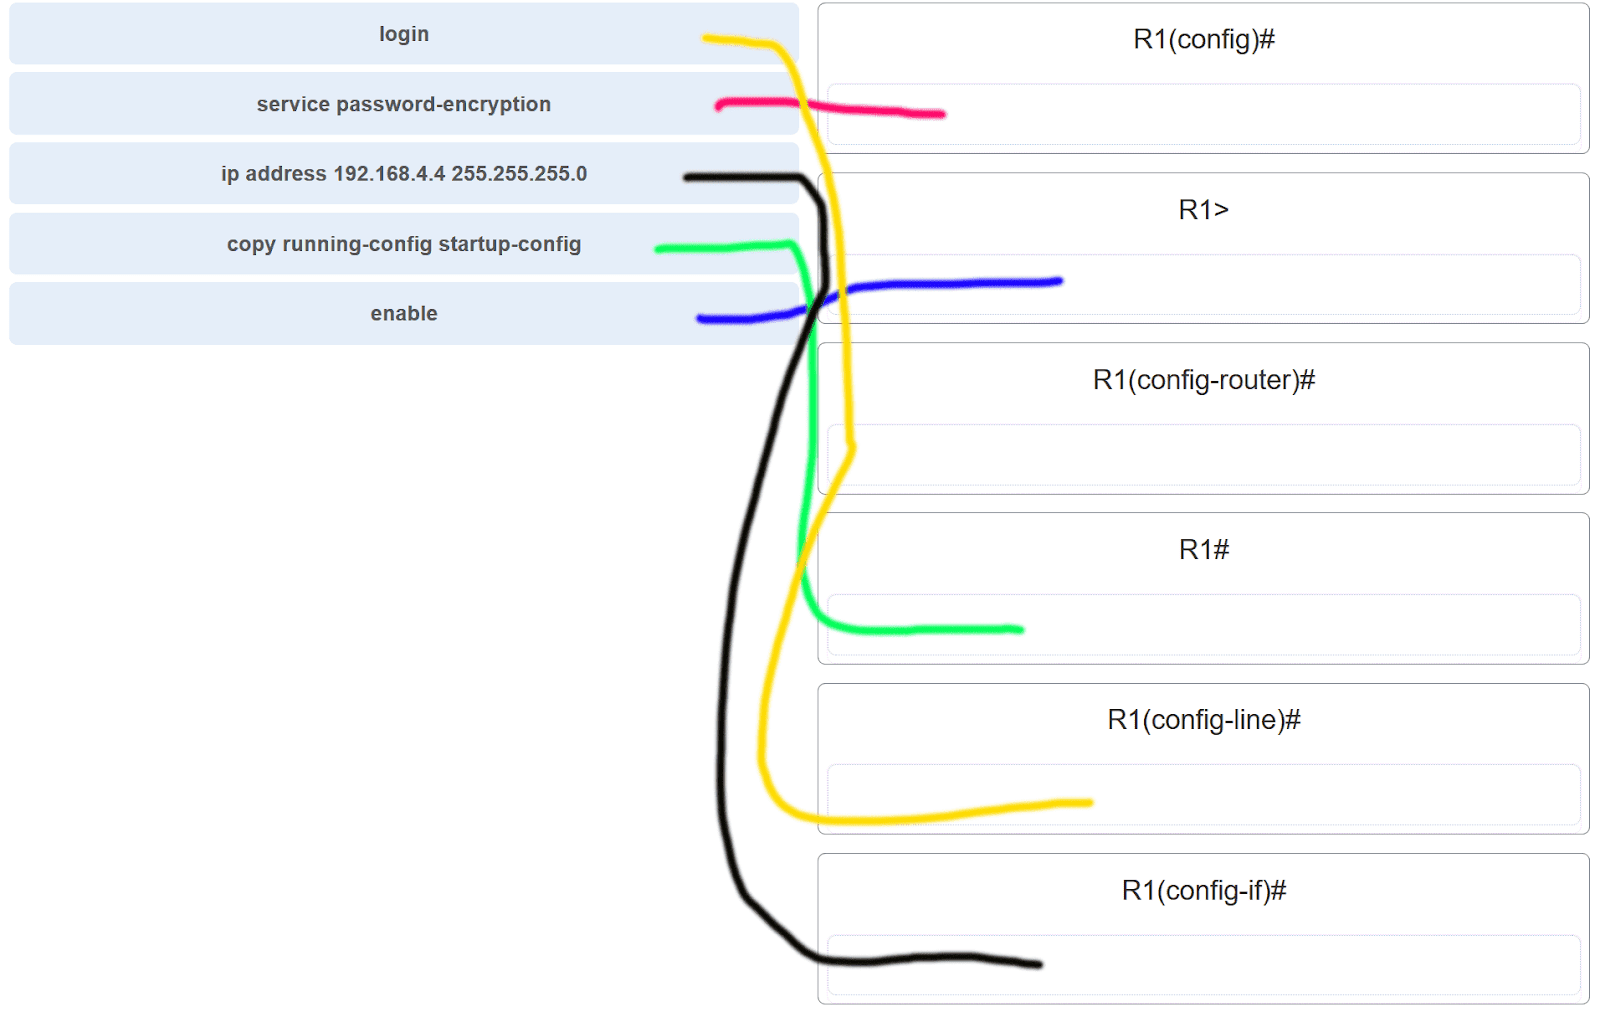 login
service password-encryption
ip address 192.168.4.4 255.255.255.0
copy running-config startup-config
enable
R1(config)#
R1>
R1(config-router)#
R1#
R1(config-line)#
R1(config-if)#